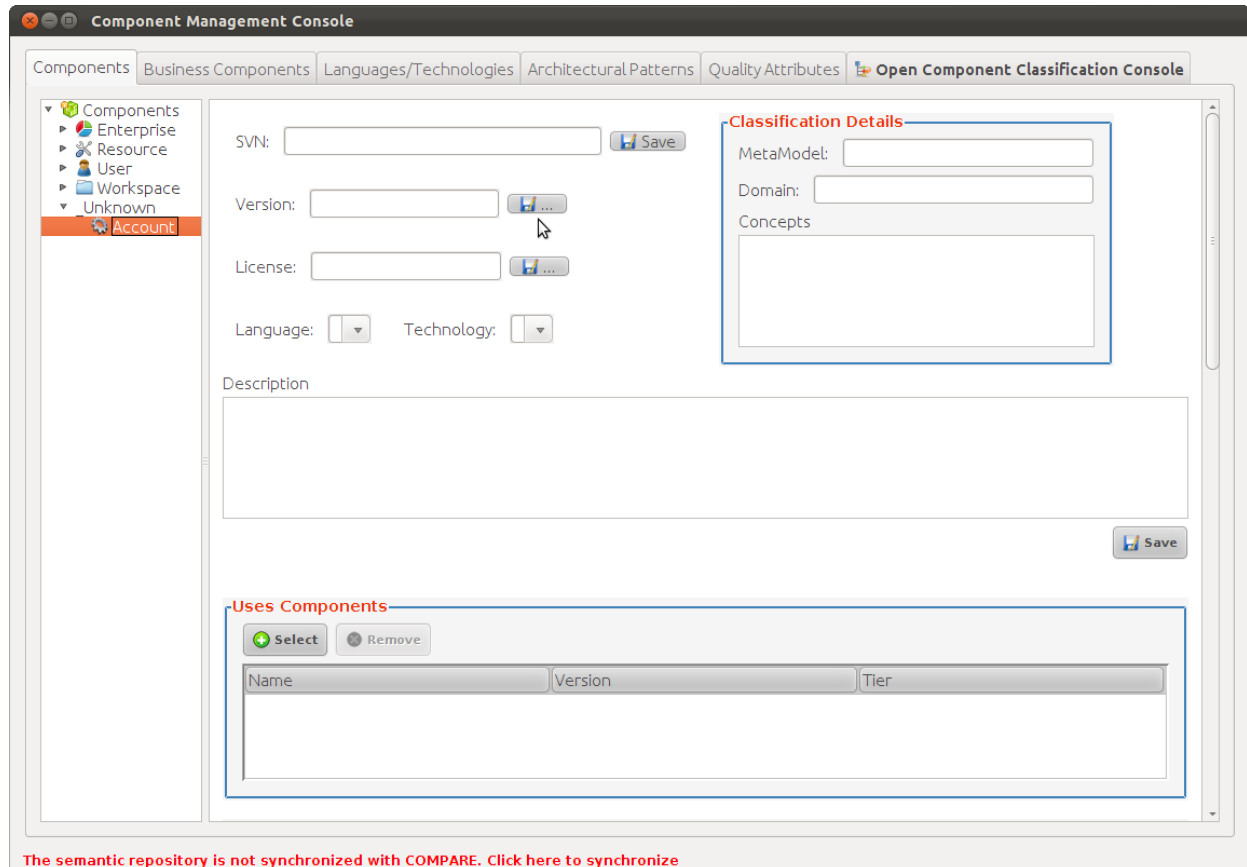 Component Management Console
Components Business Components Languages/Technologies Architectural Patterns Quality Attributes Open Component Classification Console
Components
Enterprise
Resource
User
Workspace
_Unknown
Account
SVN: Save
Version: ...
License: ...
Language: Technology:
Classification Details
MetaModel:
Domain:
Concepts
Description
Save
Uses Components
Select Remove
Name Version Tier
The semantic repository is not synchronized with COMPARE. Click here to synchronize